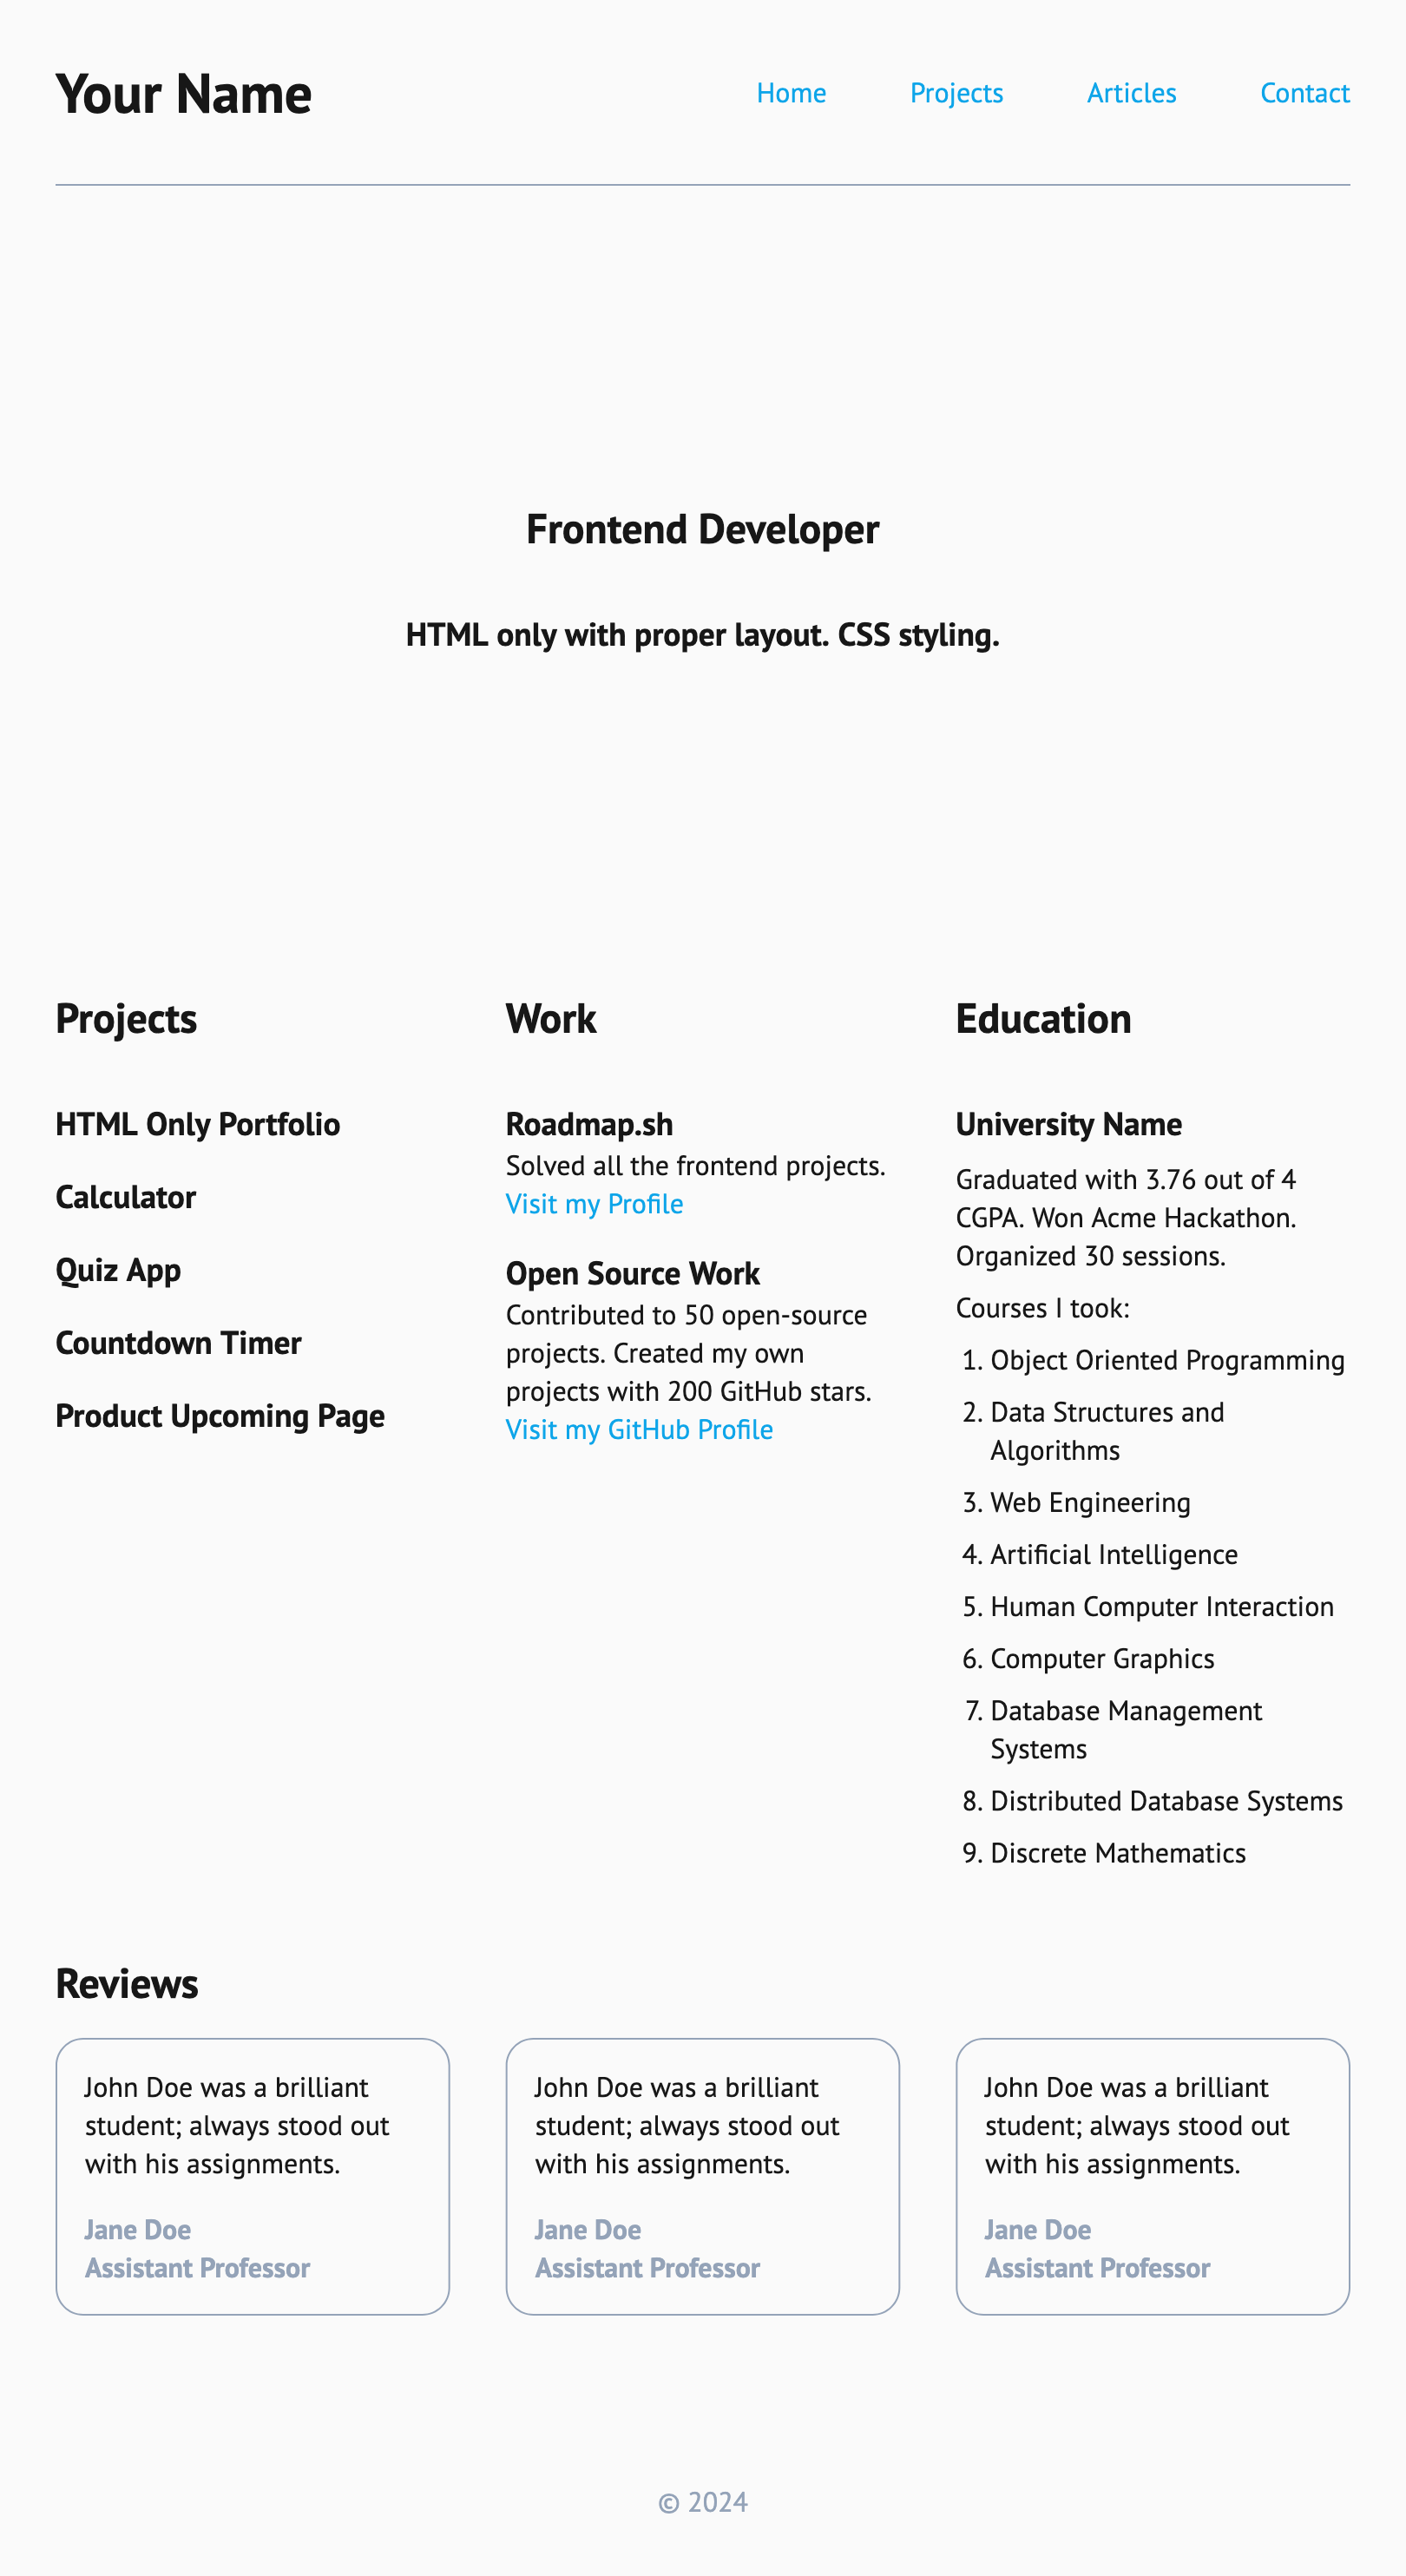 Your Name
Home
Projects
Articles
Contact
Frontend Developer
HTML only with proper layout. CSS styling.
Projects
HTML Only Portfolio
Calculator
Quiz App
Countdown Timer
Product Upcoming Page
Work
Roadmap.sh
Solved all the frontend projects.
Visit my Profile
Open Source Work
Contributed to 50 open-source
projects. Created my own
projects with 200 GitHub stars.
Visit my GitHub Profile
Education
University Name
Graduated with 3.76 out of 4
CGPA. Won Acme Hackathon.
Organized 30 sessions.
Courses I took:
1. Object Oriented Programming
2. Data Structures and
Algorithms
3. Web Engineering
4. Artificial Intelligence
5. Human Computer Interaction
6. Computer Graphics
7. Database Management
Systems
8. Distributed Database Systems
9. Discrete Mathematics
Reviews
John Doe was a brilliant
student; always stood out
with his assignments.
Jane Doe
Assistant Professor
John Doe was a brilliant
student; always stood out
with his assignments.
Jane Doe
Assistant Professor
John Doe was a brilliant
student; always stood out
with his assignments.
Jane Doe
Assistant Professor
© 2024